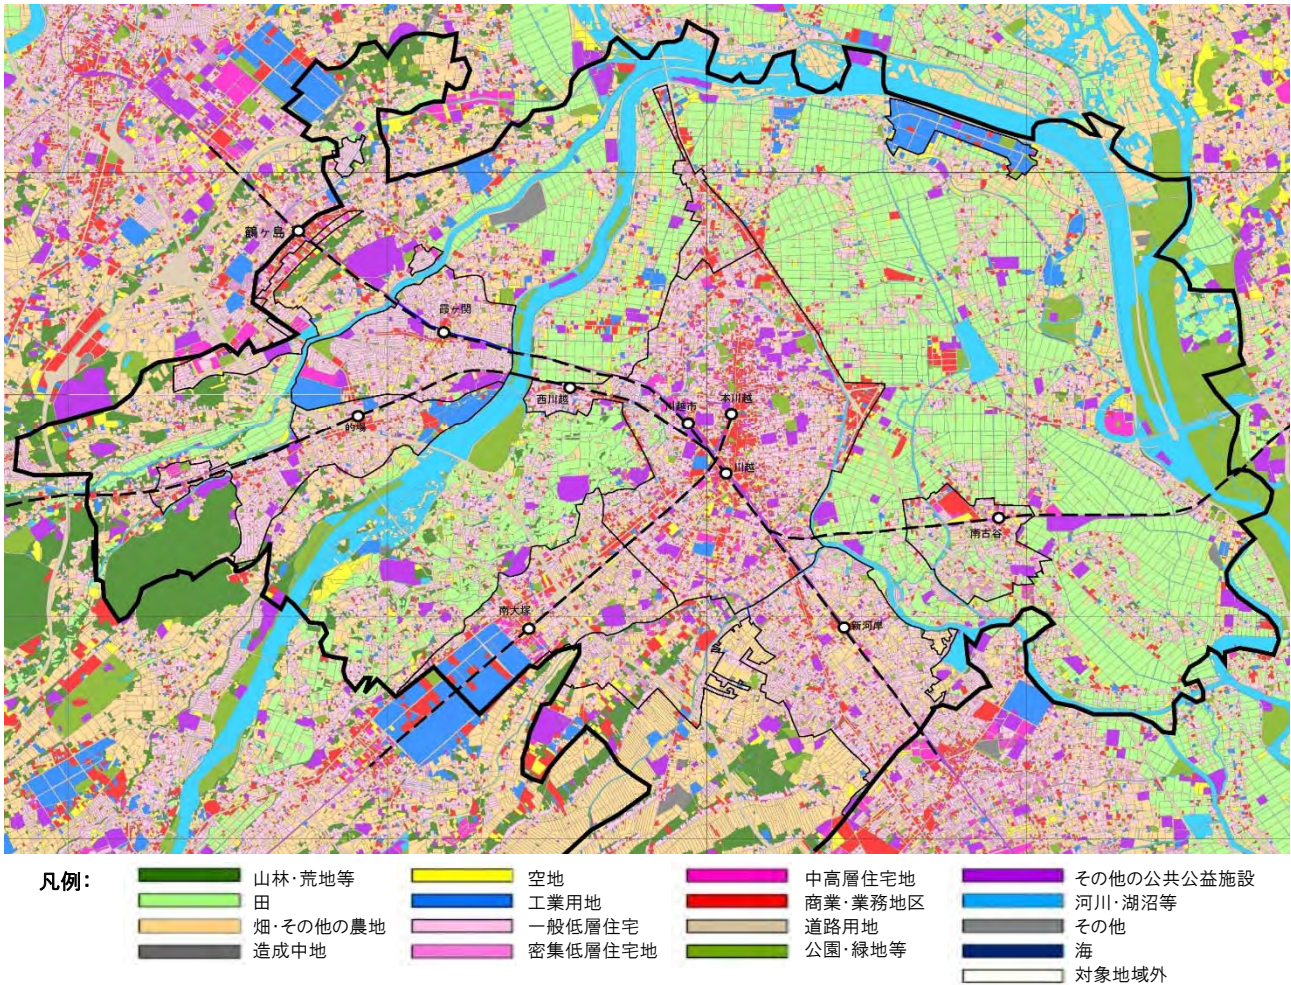 鶴ヶ島
霞ヶ関
西川越
川越市
本川越
的場
川越
南古谷
南大塚
新河岸
凡例：
山林・荒地等
田
畑・その他の農地
造成中地
空地
工業用地
一般低層住宅
密集低層住宅地
中高層住宅地
商業・業務地区
道路用地
公園・緑地等
その他の公共公益施設
河川・湖沼等
その他
海
対象地域外